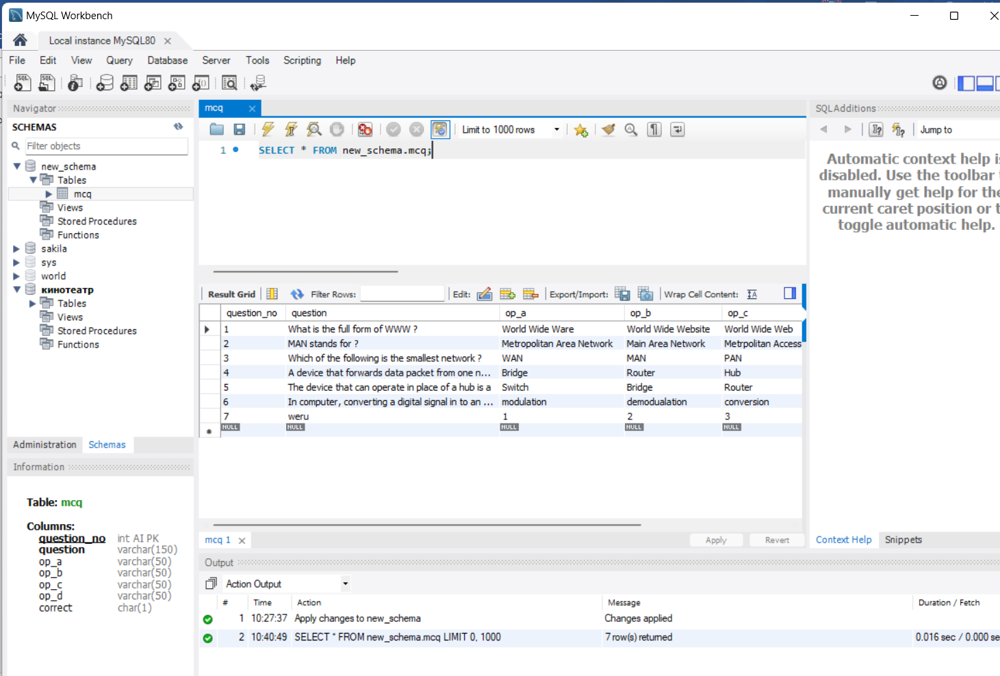 MySQL Workbench
Local instance MySQL80
File Edit View Query Database Server Tools Scripting Help
Navigator
SCHEMAS
Filter objects
new_schema
Tables
mcq
Views
Stored Procedures
Functions
sakila
sys
world
кинотеатр
Tables
Views
Stored Procedures
Functions
Administration Schemas
Information
Table: mcq
Columns:
question_no int AI PK
question varchar(150)
op_a varchar(50)
op_b varchar(50)
op_c varchar(50)
op_d varchar(50)
correct char(1)
mcq
Limit to 1000 rows
1 SELECT * FROM new_schema.mcq;
Result Grid Filter Rows: Edit: Export/Import: Wrap Cell Content:
question_no question op_a op_b op_c
1 What is the full form of WWW ? World Wide Ware World Wide Website World Wide Web
2 MAN stands for ? Metropolitan Area Network Main Area Network Metrpolitan Access
3 Which of the following is the smallest network ? WAN MAN PAN
4 A device that forwards data packet from one n... Bridge Router Hub
5 The device that can operate in place of a hub is a Switch Bridge Router
6 In computer, converting a digital signal in to an ... modulation demodualation conversion
7 weru 1 2 3
NULL NULL NULL NULL NULL
mcq 1 Apply Revert
SQLAdditions
Jump to
Automatic context help is
disabled. Use the toolbar
manually get help for the
current caret position or
toggle automatic help.
Context Help Snippets
Output
Action Output
# Time Action Message Duration / Fetch
1 10:27:37 Apply changes to new_schema Changes applied
2 10:40:49 SELECT * FROM new_schema.mcq LIMIT 0, 1000 7 row(s) returned 0.016 sec / 0.000 se